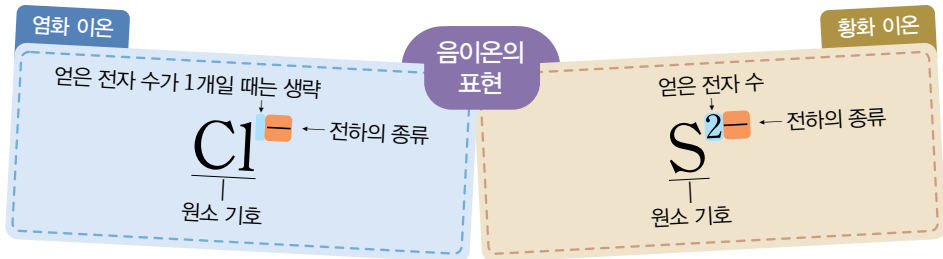 염화 이온
음이온의
표현
황화 이온
얻은 전자 수가 1개일 때는 생략
Cl⁻
전하의 종류
원소 기호
얻은 전자 수
S²⁻
전하의 종류
원소 기호